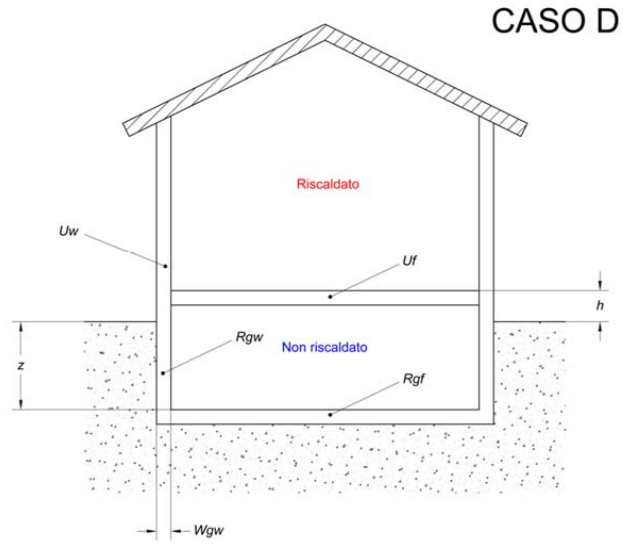 CASO D
Riscaldato
Uw
Uf
h
Rgw
Non riscaldato
z
Rgf
Wgw